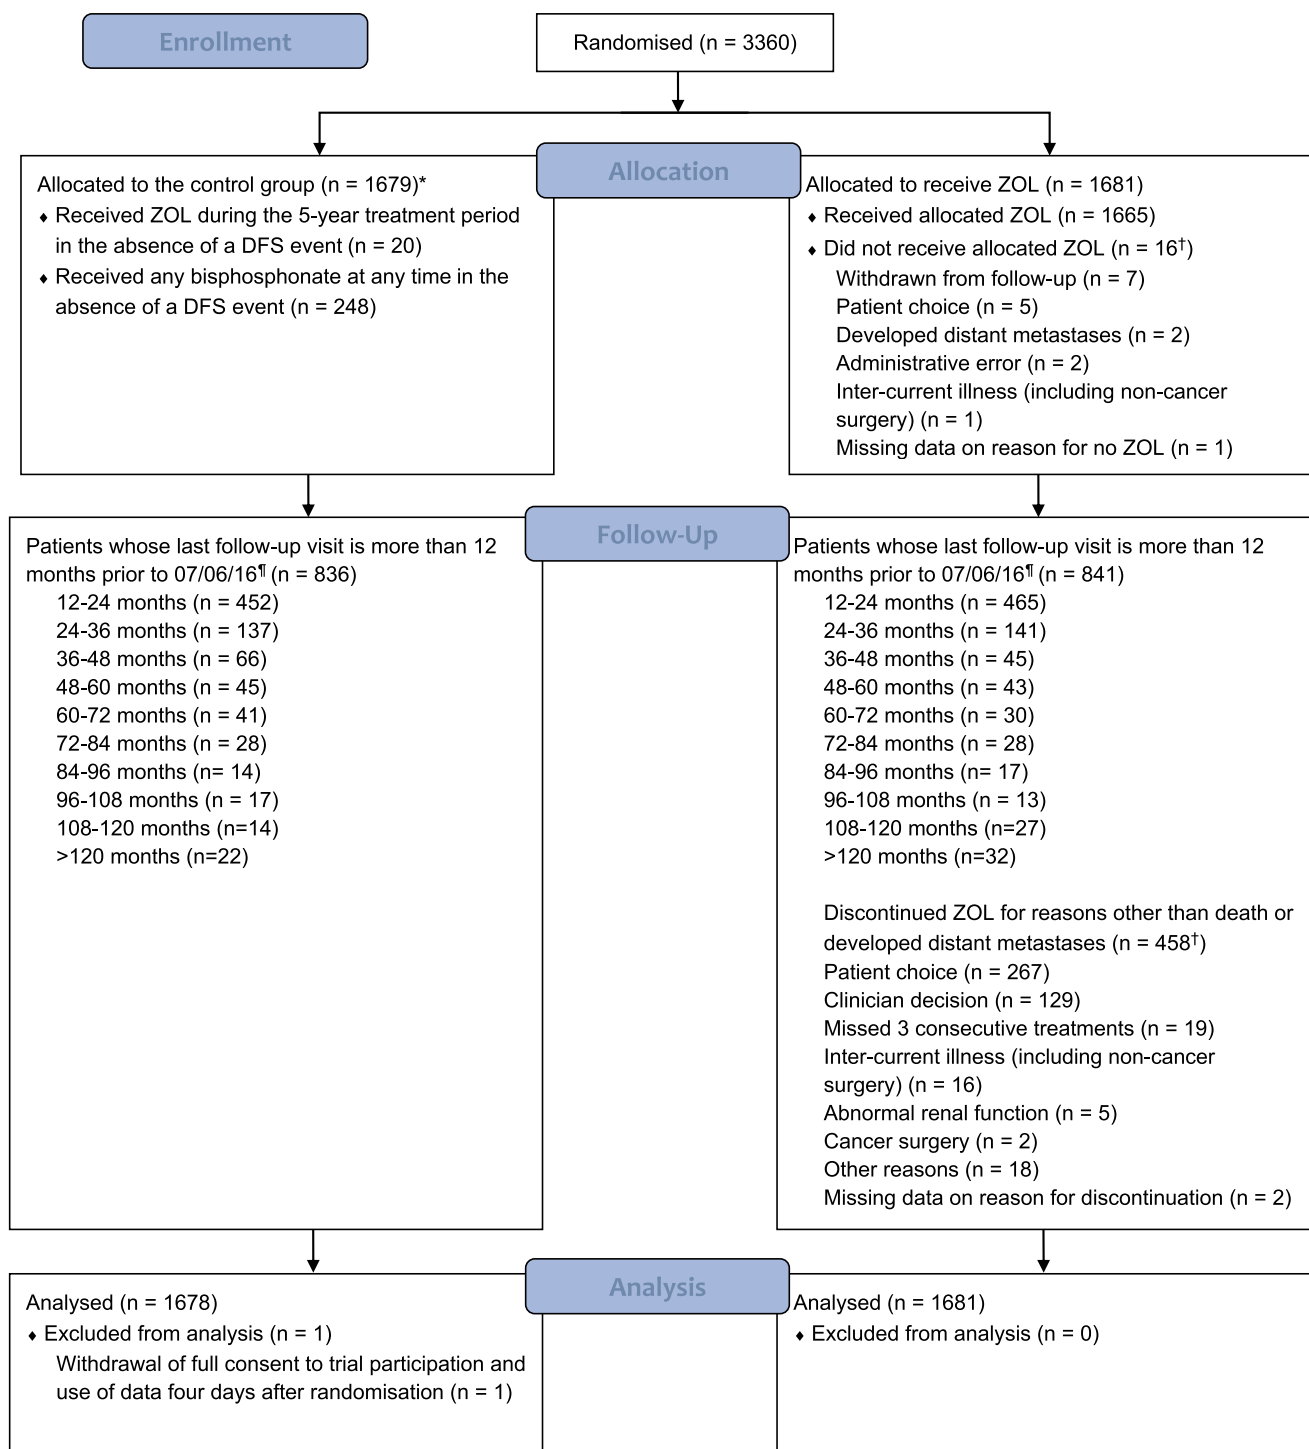 Enrollment
Randomised (n = 3360)
Allocation
Allocated to the control group (n = 1679)*
♦ Received ZOL during the 5-year treatment period
in the absence of a DFS event (n = 20)
♦ Received any bisphosphonate at any time in the
absence of a DFS event (n = 248)
Allocated to receive ZOL (n = 1681)
♦ Received allocated ZOL (n = 1665)
♦ Did not receive allocated ZOL (n = 16†)
Withdrawn from follow-up (n = 7)
Patient choice (n = 5)
Developed distant metastases (n = 2)
Administrative error (n = 2)
Inter-current illness (including non-cancer
surgery) (n = 1)
Missing data on reason for no ZOL (n = 1)
Follow-Up
Patients whose last follow-up visit is more than 12
months prior to 07/06/16¶ (n = 836)
12-24 months (n = 452)
24-36 months (n = 137)
36-48 months (n = 66)
48-60 months (n = 45)
60-72 months (n = 41)
72-84 months (n = 28)
84-96 months (n= 14)
96-108 months (n = 17)
108-120 months (n=14)
>120 months (n=22)
Patients whose last follow-up visit is more than 12
months prior to 07/06/16¶ (n = 841)
12-24 months (n = 465)
24-36 months (n = 141)
36-48 months (n = 45)
48-60 months (n = 43)
60-72 months (n = 30)
72-84 months (n = 28)
84-96 months (n= 17)
96-108 months (n = 13)
108-120 months (n=27)
>120 months (n=32)
Discontinued ZOL for reasons other than death or
developed distant metastases (n = 458†)
Patient choice (n = 267)
Clinician decision (n = 129)
Missed 3 consecutive treatments (n = 19)
Inter-current illness (including non-cancer
surgery) (n = 16)
Abnormal renal function (n = 5)
Cancer surgery (n = 2)
Other reasons (n = 18)
Missing data on reason for discontinuation (n = 2)
Analysis
Analysed (n = 1678)
♦ Excluded from analysis (n = 1)
Withdrawal of full consent to trial participation and
use of data four days after randomisation (n = 1)
Analysed (n = 1681)
♦ Excluded from analysis (n = 0)